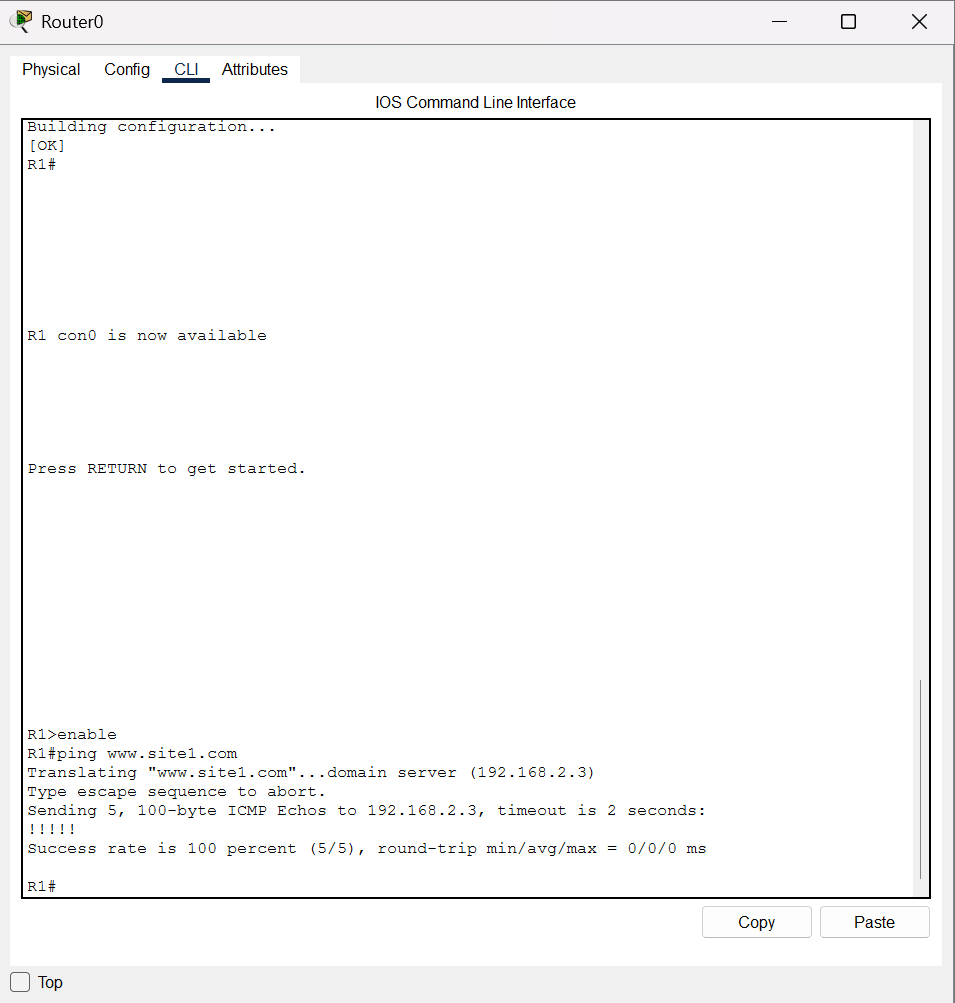 Router0
Physical Config CLI Attributes
IOS Command Line Interface
Building configuration...
[OK]
R1#
R1 con0 is now available
Press RETURN to get started.
R1>enable
R1#ping www.site1.com
Translating "www.site1.com"...domain server (192.168.2.3)
Type escape sequence to abort.
Sending 5, 100-byte ICMP Echos to 192.168.2.3, timeout is 2 seconds:
!!!!!
Success rate is 100 percent (5/5), round-trip min/avg/max = 0/0/0 ms
R1#
Copy Paste
Top